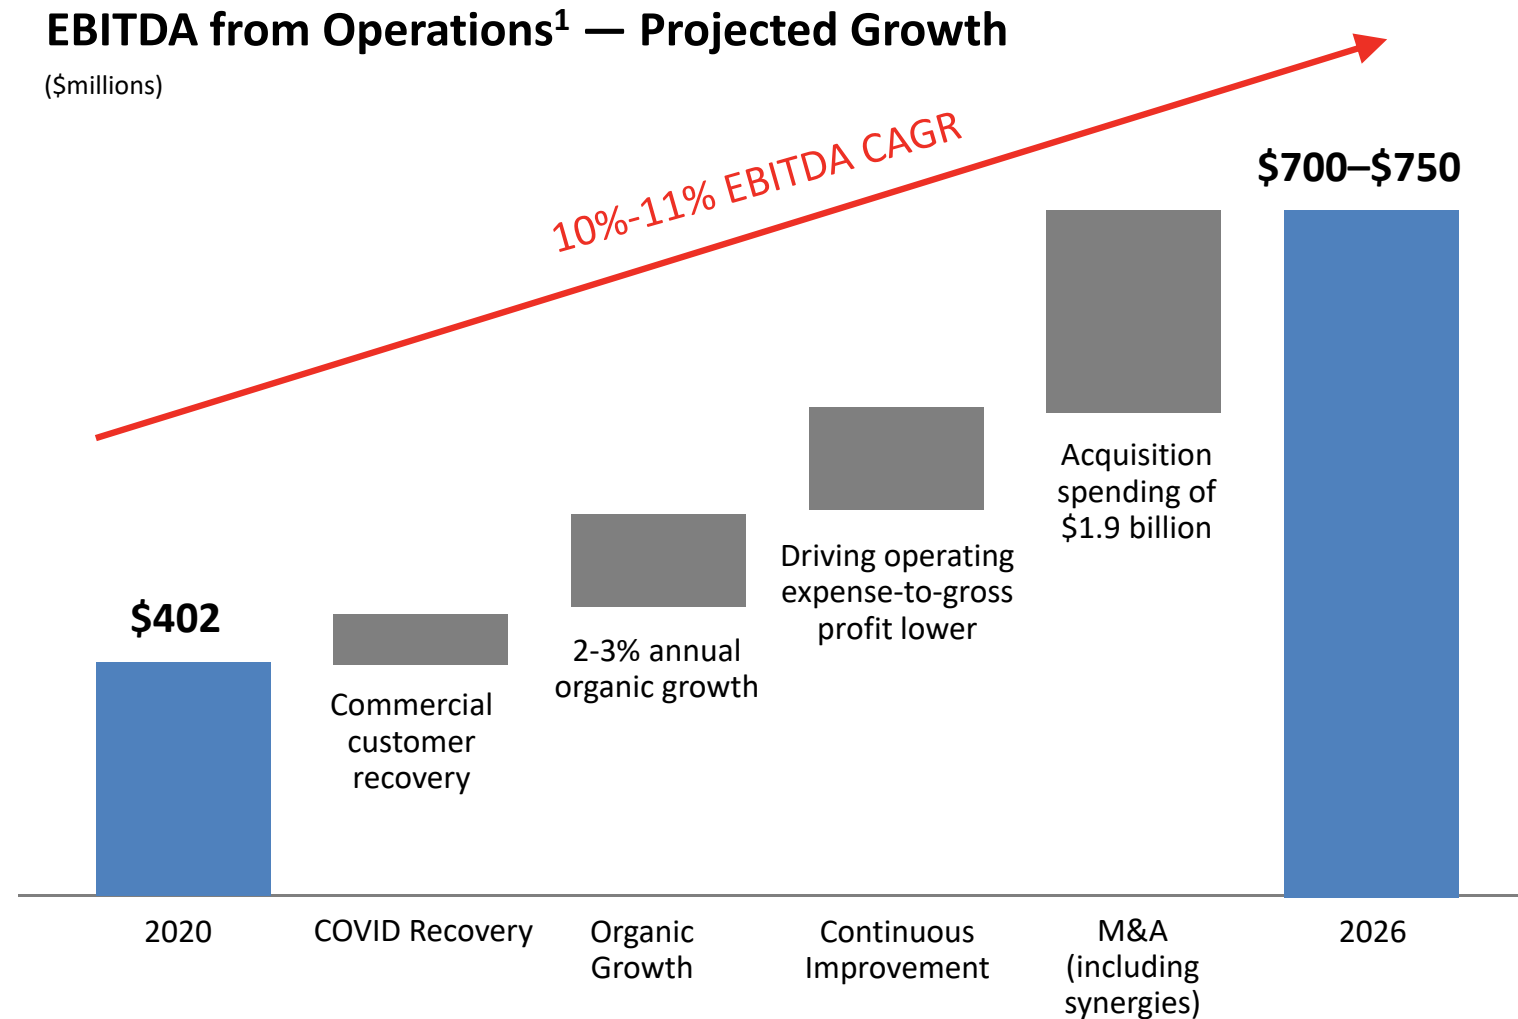 EBITDA from Operations¹ — Projected Growth
($millions)
10%-11% EBITDA CAGR
$700–$750
Acquisition
spending of
$1.9 billion
Driving operating
expense-to-gross
profit lower
$402
2-3% annual
organic growth
Commercial
customer
recovery
2020
COVID Recovery
Organic
Growth
Continuous
Improvement
M&A
(including
synergies)
2026